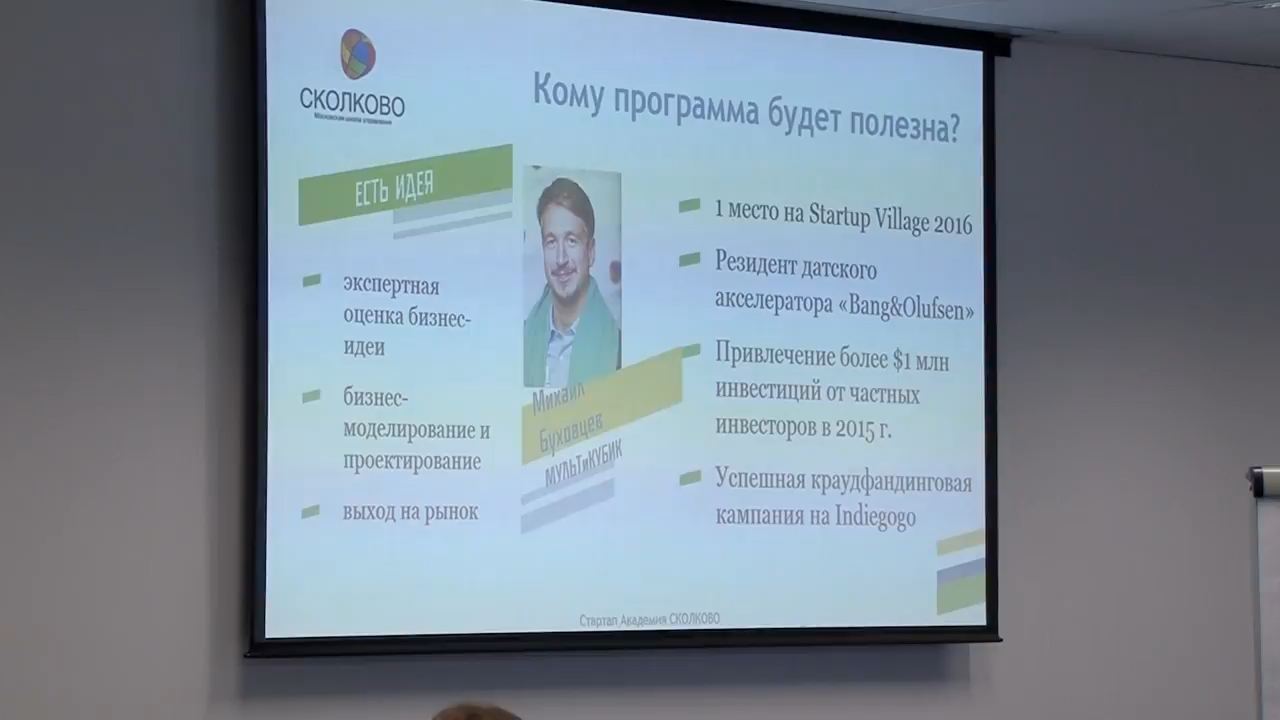 СКОЛКОВО
Московская школа управления
Кому программа будет полезна?
ЕСТЬ ИДЕЯ
экспертная
оценка бизнес-
идеи
бизнес-
моделирование и
проектирование
выход на рынок
Михаил
Буховцев
МУЛЬТиКУБИК
1 место на Startup Village 2016
Резидент датского
акселератора «Bang&Olufsen»
Привлечение более $1 млн
инвестиций от частных
инвесторов в 2015 г.
Успешная краудфандинговая
кампания на Indiegogo
Стартап Академия СКОЛКОВО